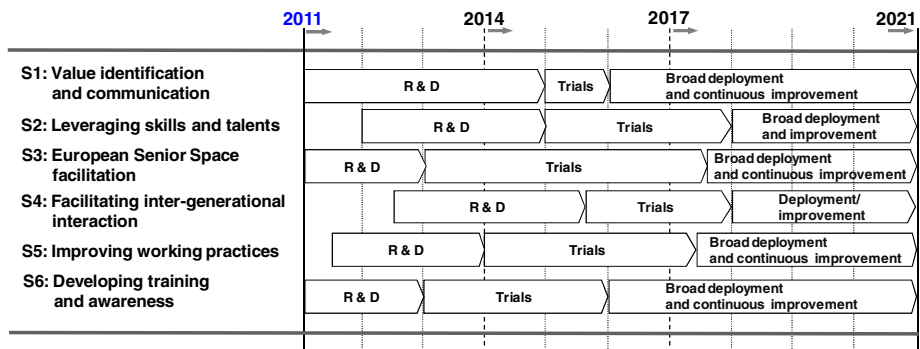 2011 2014 2017 2021
S1: Value identification
and communication
R & D Trials Broad deployment
and continuous improvement
S2: Leveraging skills and talents
R & D Trials Broad deployment
and improvement
S3: European Senior Space
facilitation
R & D Trials Broad deployment
and continuous improvement
S4: Facilitating inter-generational
interaction
R & D Trials Deployment/
improvement
S5: Improving working practices
R & D Trials Broad deployment
and continuous improvement
S6: Developing training
and awareness
R & D Trials Broad deployment
and continuous improvement